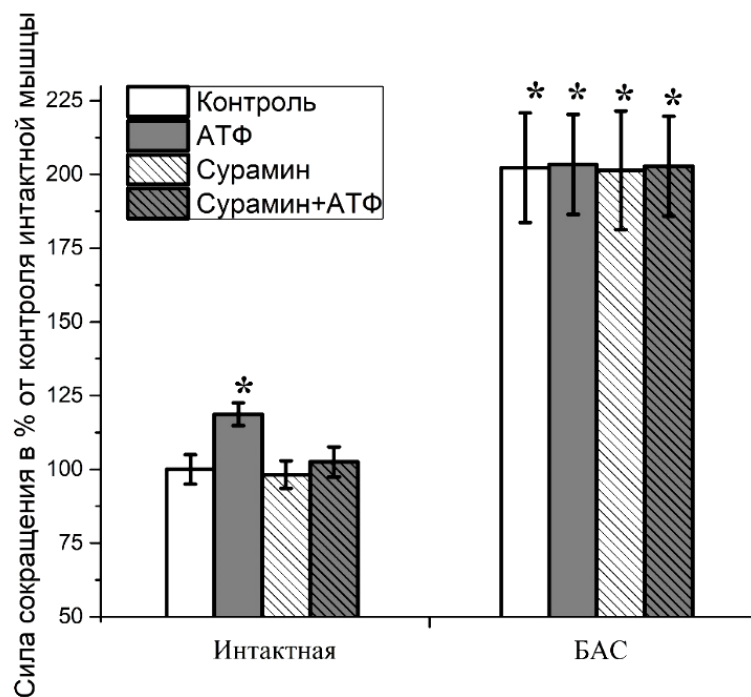 Сила сокращения в % от контроля интактной мышцы
225
200
175
150
125
100
75
50
Контроль
АТФ
Сурамин
Сурамин+АТФ
*
* * * *
Интактная
БАС